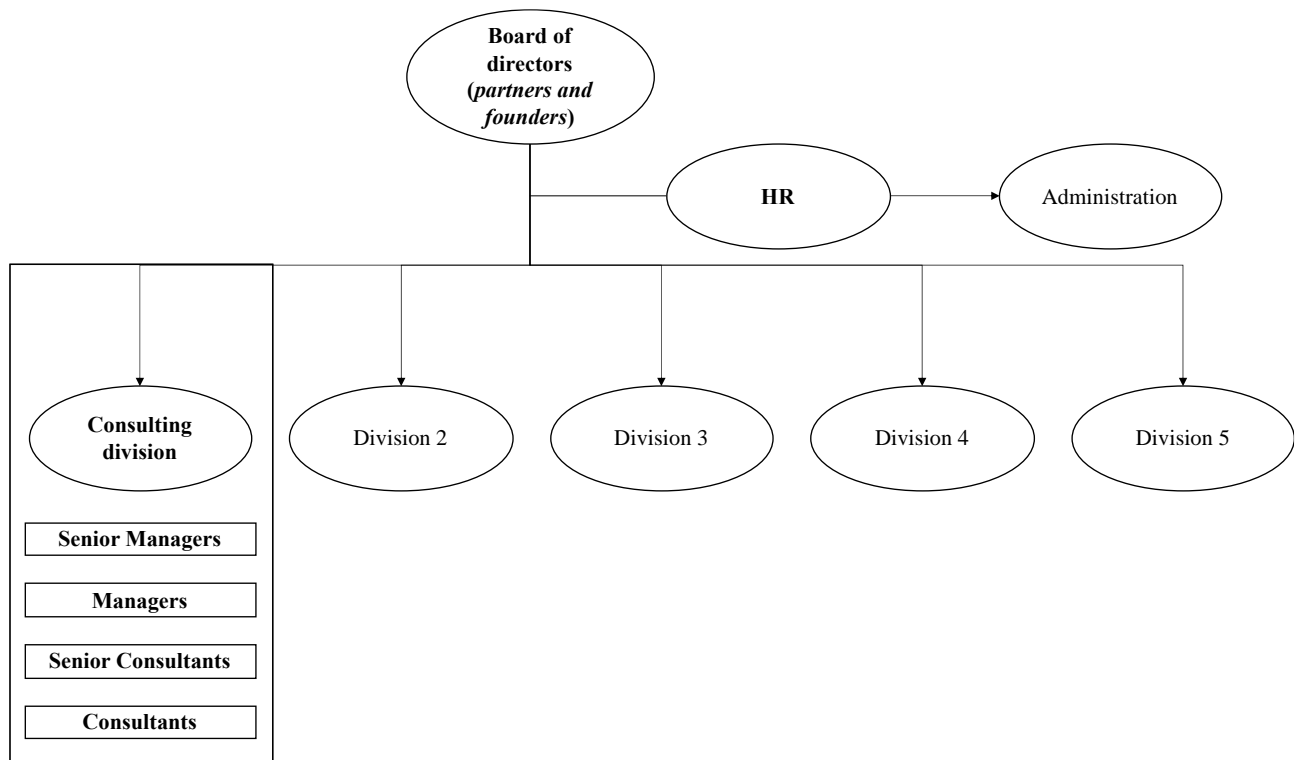 Board of
directors
(partners and
founders)
HR
Administration
Consulting
division
Division 2
Division 3
Division 4
Division 5
Senior Managers
Managers
Senior Consultants
Consultants